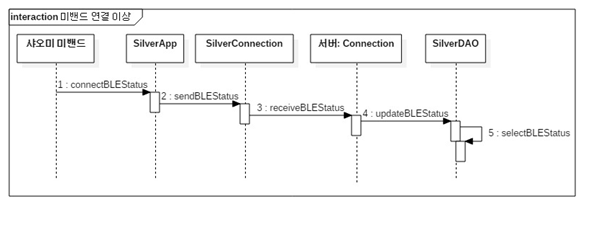 interaction 미밴드 연결 이상
샤오미 미밴드
SilverApp
SilverConnection
서버: Connection
SilverDAO
1 : connectBLEStatus
2 : sendBLEStatus
3 : receiveBLEStatus
4 : updateBLEStatus
5 : selectBLEStatus